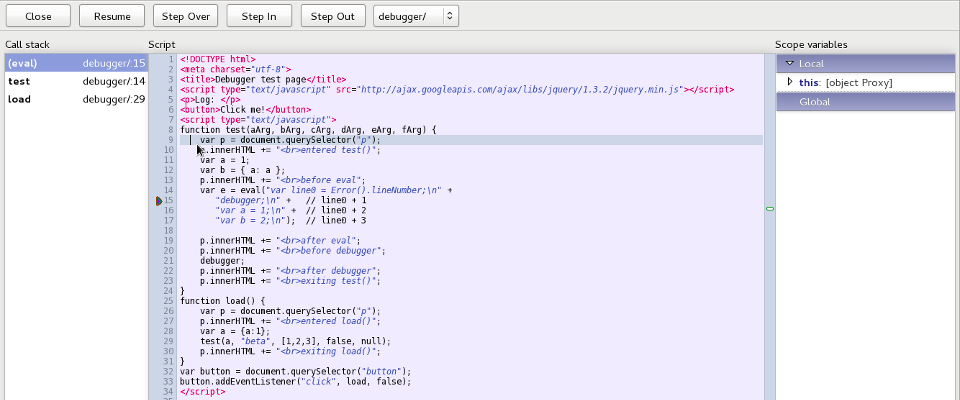 Close Resume Step Over Step In Step Out debugger/
Call stack Script Scope variables
(eval) debugger/:15
test debugger/:14
load debugger/:29
1 <!DOCTYPE html>
2 <meta charset="utf-8">
3 <title>Debugger test page</title>
4 <script type="text/javascript" src="http://ajax.googleapis.com/ajax/libs/jquery/1.3.2/jquery.min.js"></script>
5 <p>Log: </p>
6 <button>Click me!</button>
7 <script type="text/javascript">
8 function test(aArg, bArg, cArg, dArg, eArg, fArg) {
9 var p = document.querySelector("p");
10 p.innerHTML += "<br>entered test()";
11 var a = 1;
12 var b = { a: a };
13 p.innerHTML += "<br>before eval";
14 var e = eval("var line0 = Error().lineNumber;\n" +
15 "debugger;\n" + // line0 + 1
16 "var a = 1;\n" + // line0 + 2
17 "var b = 2;\n"); // line0 + 3
18
19 p.innerHTML += "<br>after eval";
20 p.innerHTML += "<br>before debugger";
21 debugger;
22 p.innerHTML += "<br>after debugger";
23 p.innerHTML += "<br>exiting test()";
24 }
25 function load() {
26 var p = document.querySelector("p");
27 p.innerHTML += "<br>entered load()";
28 var a = {a:1};
29 test(a, "beta", [1,2,3], false, null);
30 p.innerHTML += "<br>exiting load()";
31 }
32 var button = document.querySelector("button");
33 button.addEventListener("click", load, false);
34 </script>
Local
this: [object Proxy]
Global